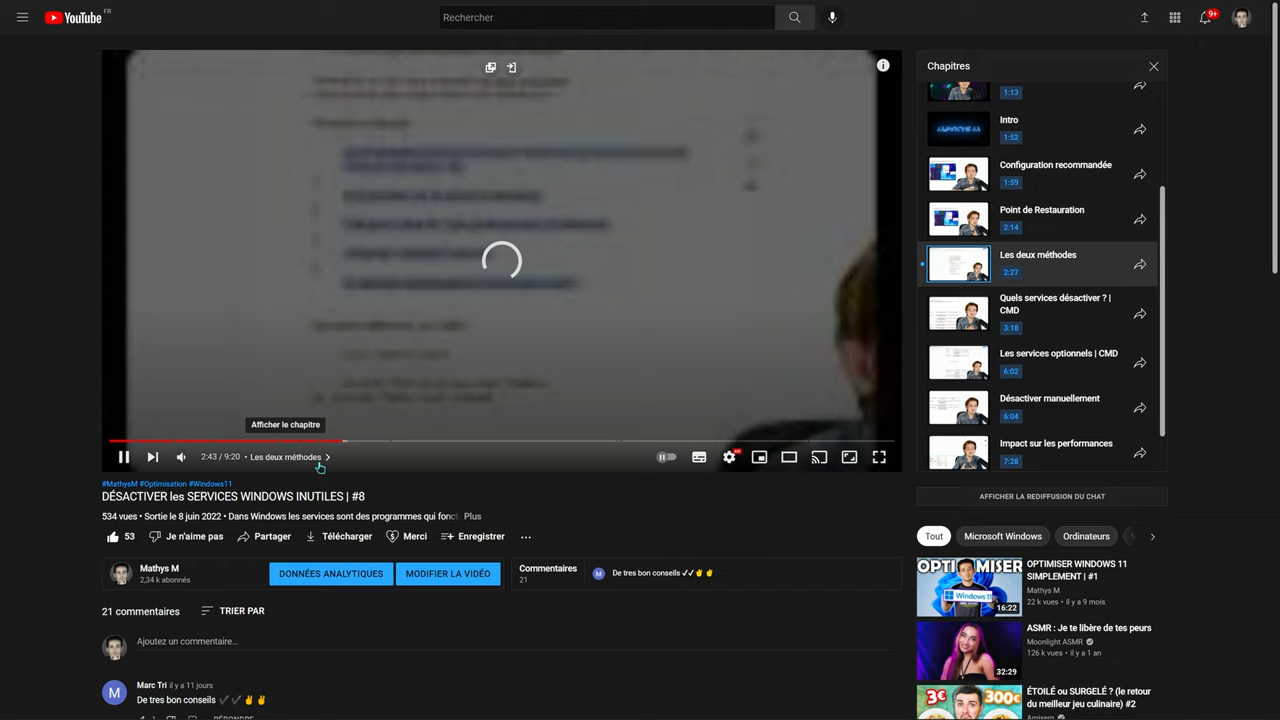 YouTube FR
Rechercher
9+
Chapitres
1:13
Intro
1:52
Configuration recommandée
1:59
Point de Restauration
2:14
Les deux méthodes
2:27
Quels services désactiver ? |
CMD
3:18
Les services optionnels | CMD
6:02
Désactiver manuellement
6:04
Impact sur les performances
7:28
Afficher le chapitre
2:43 / 9:20 • Les deux méthodes
#MathysM #Optimisation #Windows11
DÉSACTIVER les SERVICES WINDOWS INUTILES | #8
534 vues • Sortie le 8 juin 2022 • Dans Windows les services sont des programmes qui fonct Plus
53 Je n'aime pas Partager Télécharger Merci Enregistrer ...
Mathys M
2,34 k abonnés
DONNÉES ANALYTIQUES
MODIFIER LA VIDÉO
Commentaires
21
M De tres bon conseils ✓✓✌✌
21 commentaires
TRIER PAR
Ajoutez un commentaire...
M Marc Tri il y a 11 jours
De tres bon conseils ✓✓✌✌
RÉPONDRE
AFFICHER LA REDIFFUSION DU CHAT
Tout Microsoft Windows Ordinateurs
OPTIMISER
Windows 11
16:22
OPTIMISER WINDOWS 11
SIMPLEMENT | #1
Mathys M
22 k vues • il y a 9 mois
32:29
ASMR : Je te libère de tes peurs
Moonlight ASMR
126 k vues • il y a 1 an
3€ 300€
ÉTOILÉ ou SURGELÉ ? (le retour
du meilleur jeu culinaire) #2
Amixem